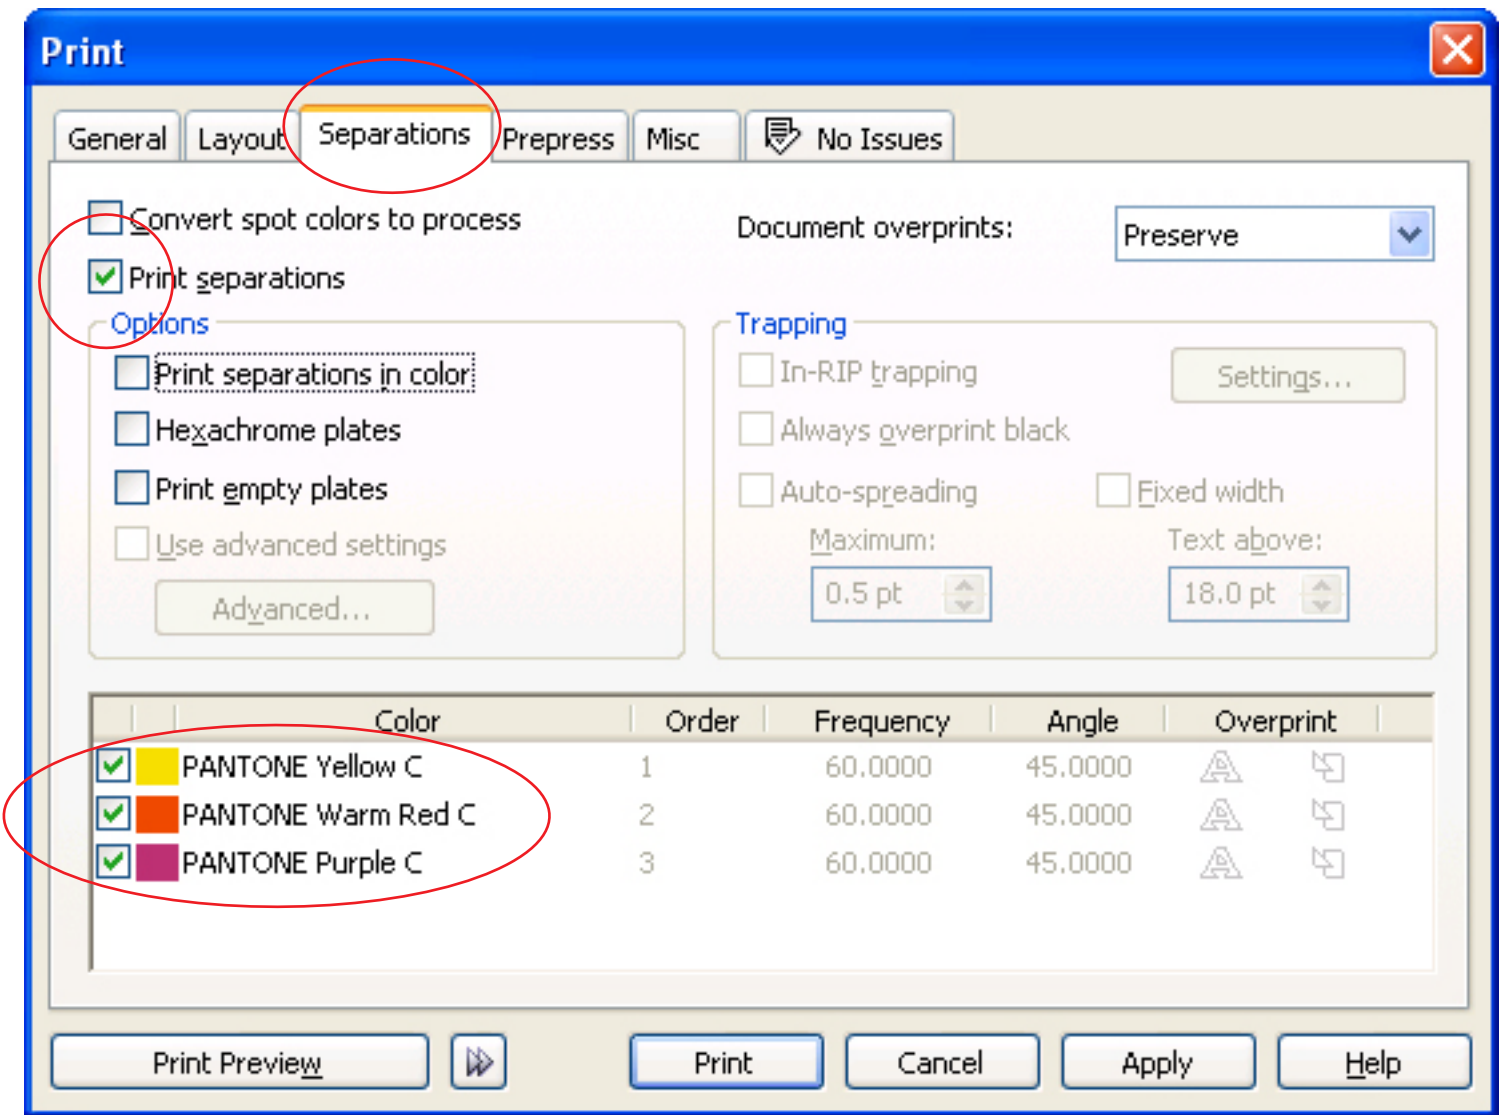 Print
General Layout Separations Prepress Misc No Issues
Convert spot colors to process
Document overprints: Preserve
Print separations
Options
Trapping
Print separations in color
In-RIP trapping Settings...
Hexachrome plates
Always overprint black
Print empty plates
Auto-spreading Fixed width
Use advanced settings
Maximum: Text above:
Advanced...
0.5 pt 18.0 pt
Color Order Frequency Angle Overprint
PANTONE Yellow C 1 60.0000 45.0000
PANTONE Warm Red C 2 60.0000 45.0000
PANTONE Purple C 3 60.0000 45.0000
Print Preview Print Cancel Apply Help